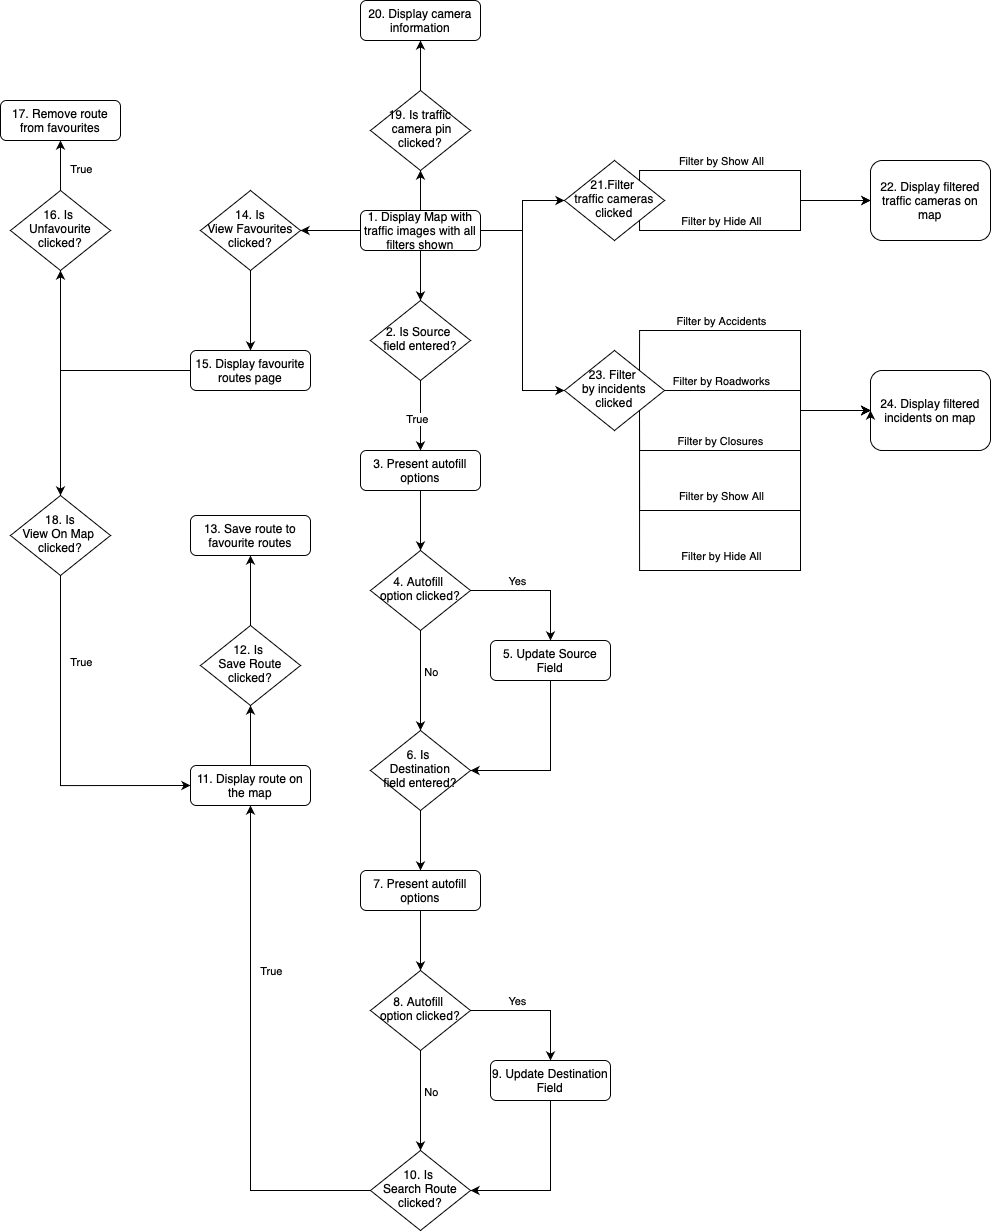 20. Display camera
information
19. Is traffic
camera pin
clicked?
17. Remove route
from favourites
True
16. Is
Unfavourite
clicked?
14. Is
View Favourites
clicked?
1. Display Map with
traffic images with all
filters shown
21.Filter
traffic cameras
clicked
Filter by Show All
Filter by Hide All
22. Display filtered
traffic cameras on
map
2. Is Source
field entered?
15. Display favourite
routes page
True
23. Filter
by incidents
clicked
Filter by Accidents
Filter by Roadworks
Filter by Closures
Filter by Show All
Filter by Hide All
24. Display filtered
incidents on map
3. Present autofill
options
18. Is
View On Map
clicked?
13. Save route to
favourite routes
4. Autofill
option clicked?
Yes
5. Update Source
Field
No
12. Is
Save Route
clicked?
True
11. Display route on
the map
6. Is
Destination
field entered?
7. Present autofill
options
True
8. Autofill
option clicked?
Yes
9. Update Destination
Field
No
10. Is
Search Route
clicked?